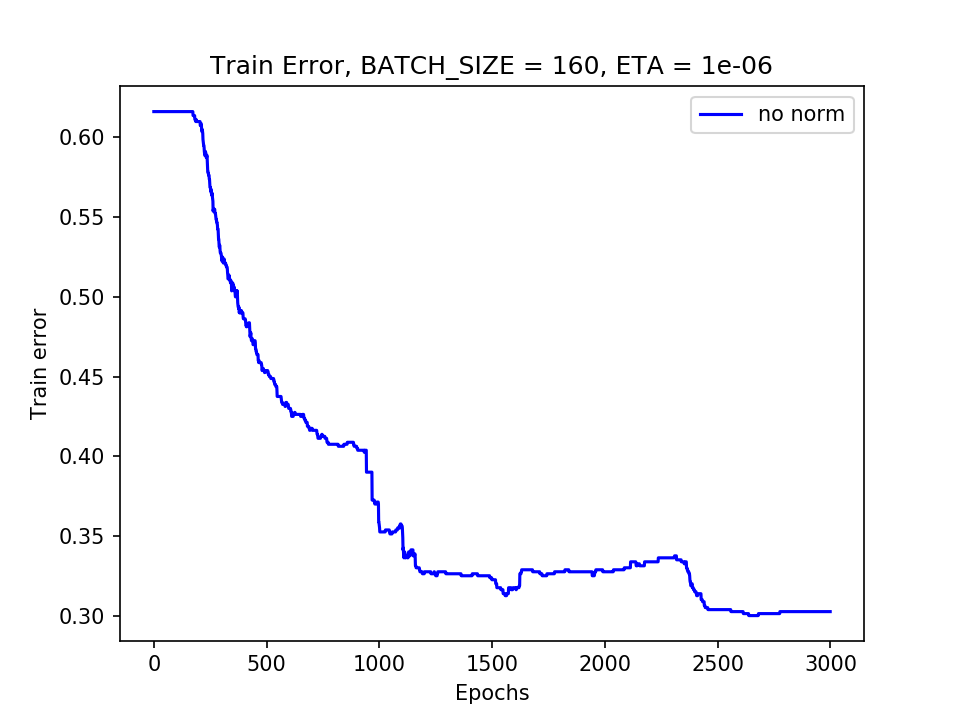 Train Error, BATCH_SIZE = 160, ETA = 1e-06
no norm
Train error
0.60
0.55
0.50
0.45
0.40
0.35
0.30
0 500 1000 1500 2000 2500 3000
Epochs